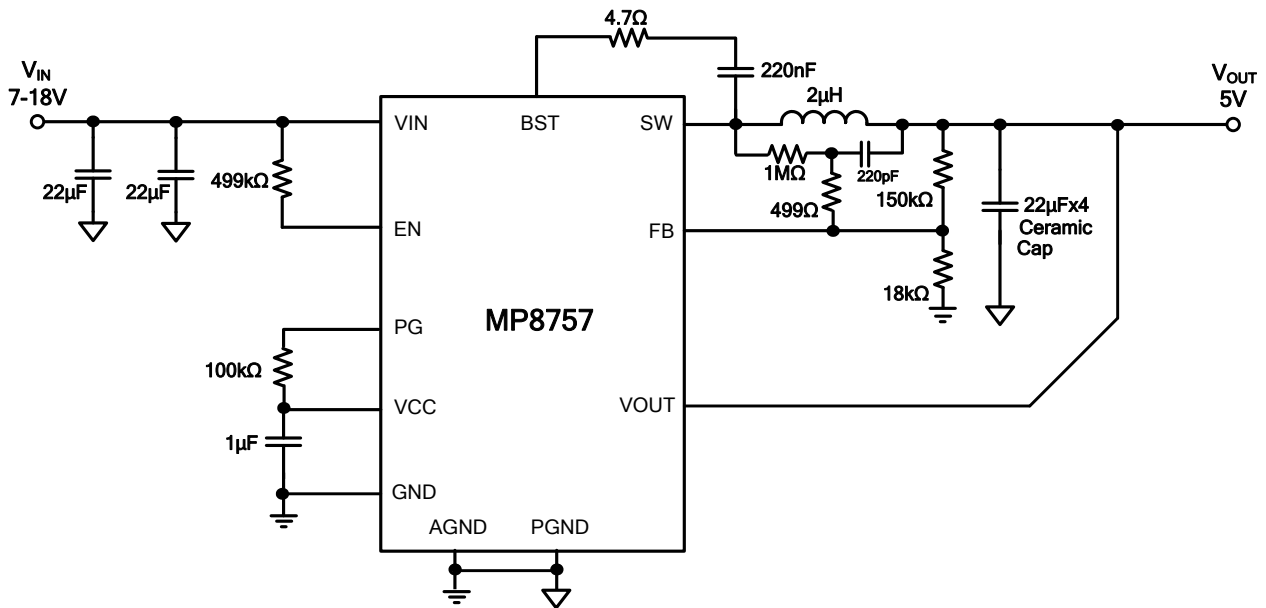 4.7Ω
220nF
VIN
7-18V
2µH
VOUT
5V
VIN
BST
SW
22µF
22µF
499kΩ
1MΩ
220pF
499Ω
150kΩ
22µFx4
Ceramic
Cap
EN
FB
18kΩ
MP8757
PG
100kΩ
VCC
VOUT
1µF
GND
AGND
PGND